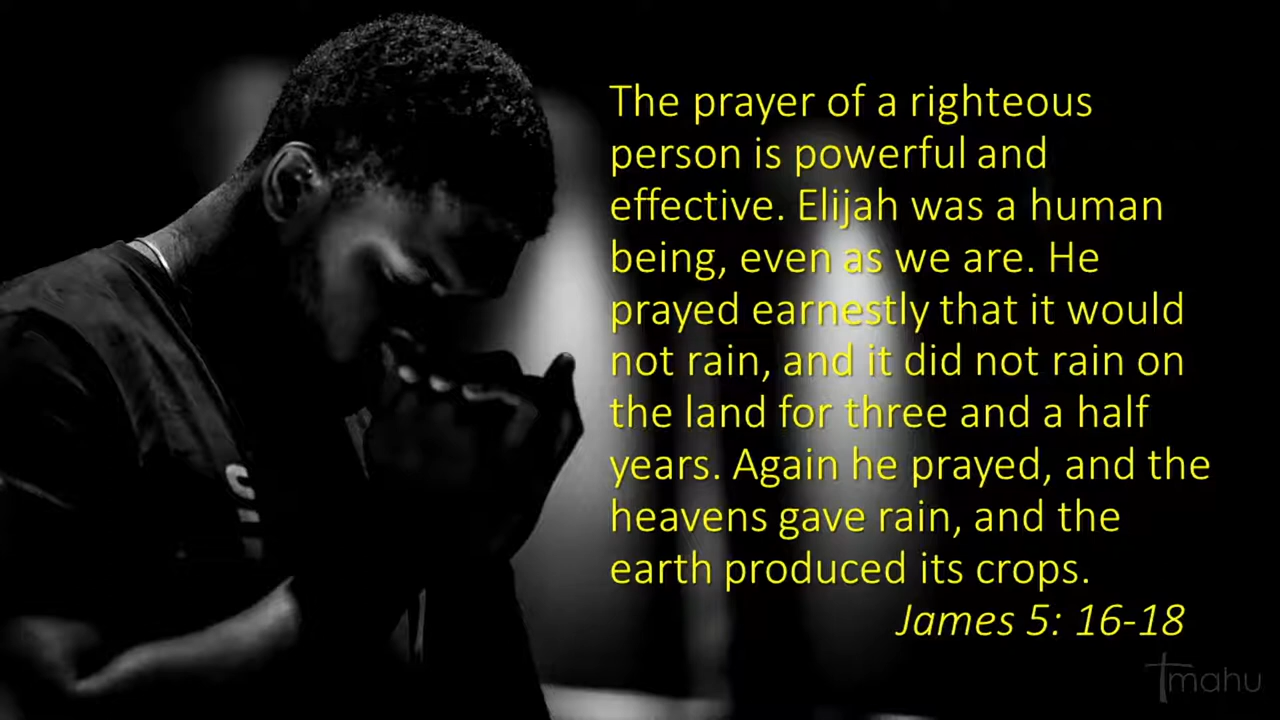 The prayer of a righteous
person is powerful and
effective. Elijah was a human
being, even as we are. He
prayed earnestly that it would
not rain, and it did not rain on
the land for three and a half
years. Again he prayed, and the
heavens gave rain, and the
earth produced its crops.
James 5: 16-18
tmahu